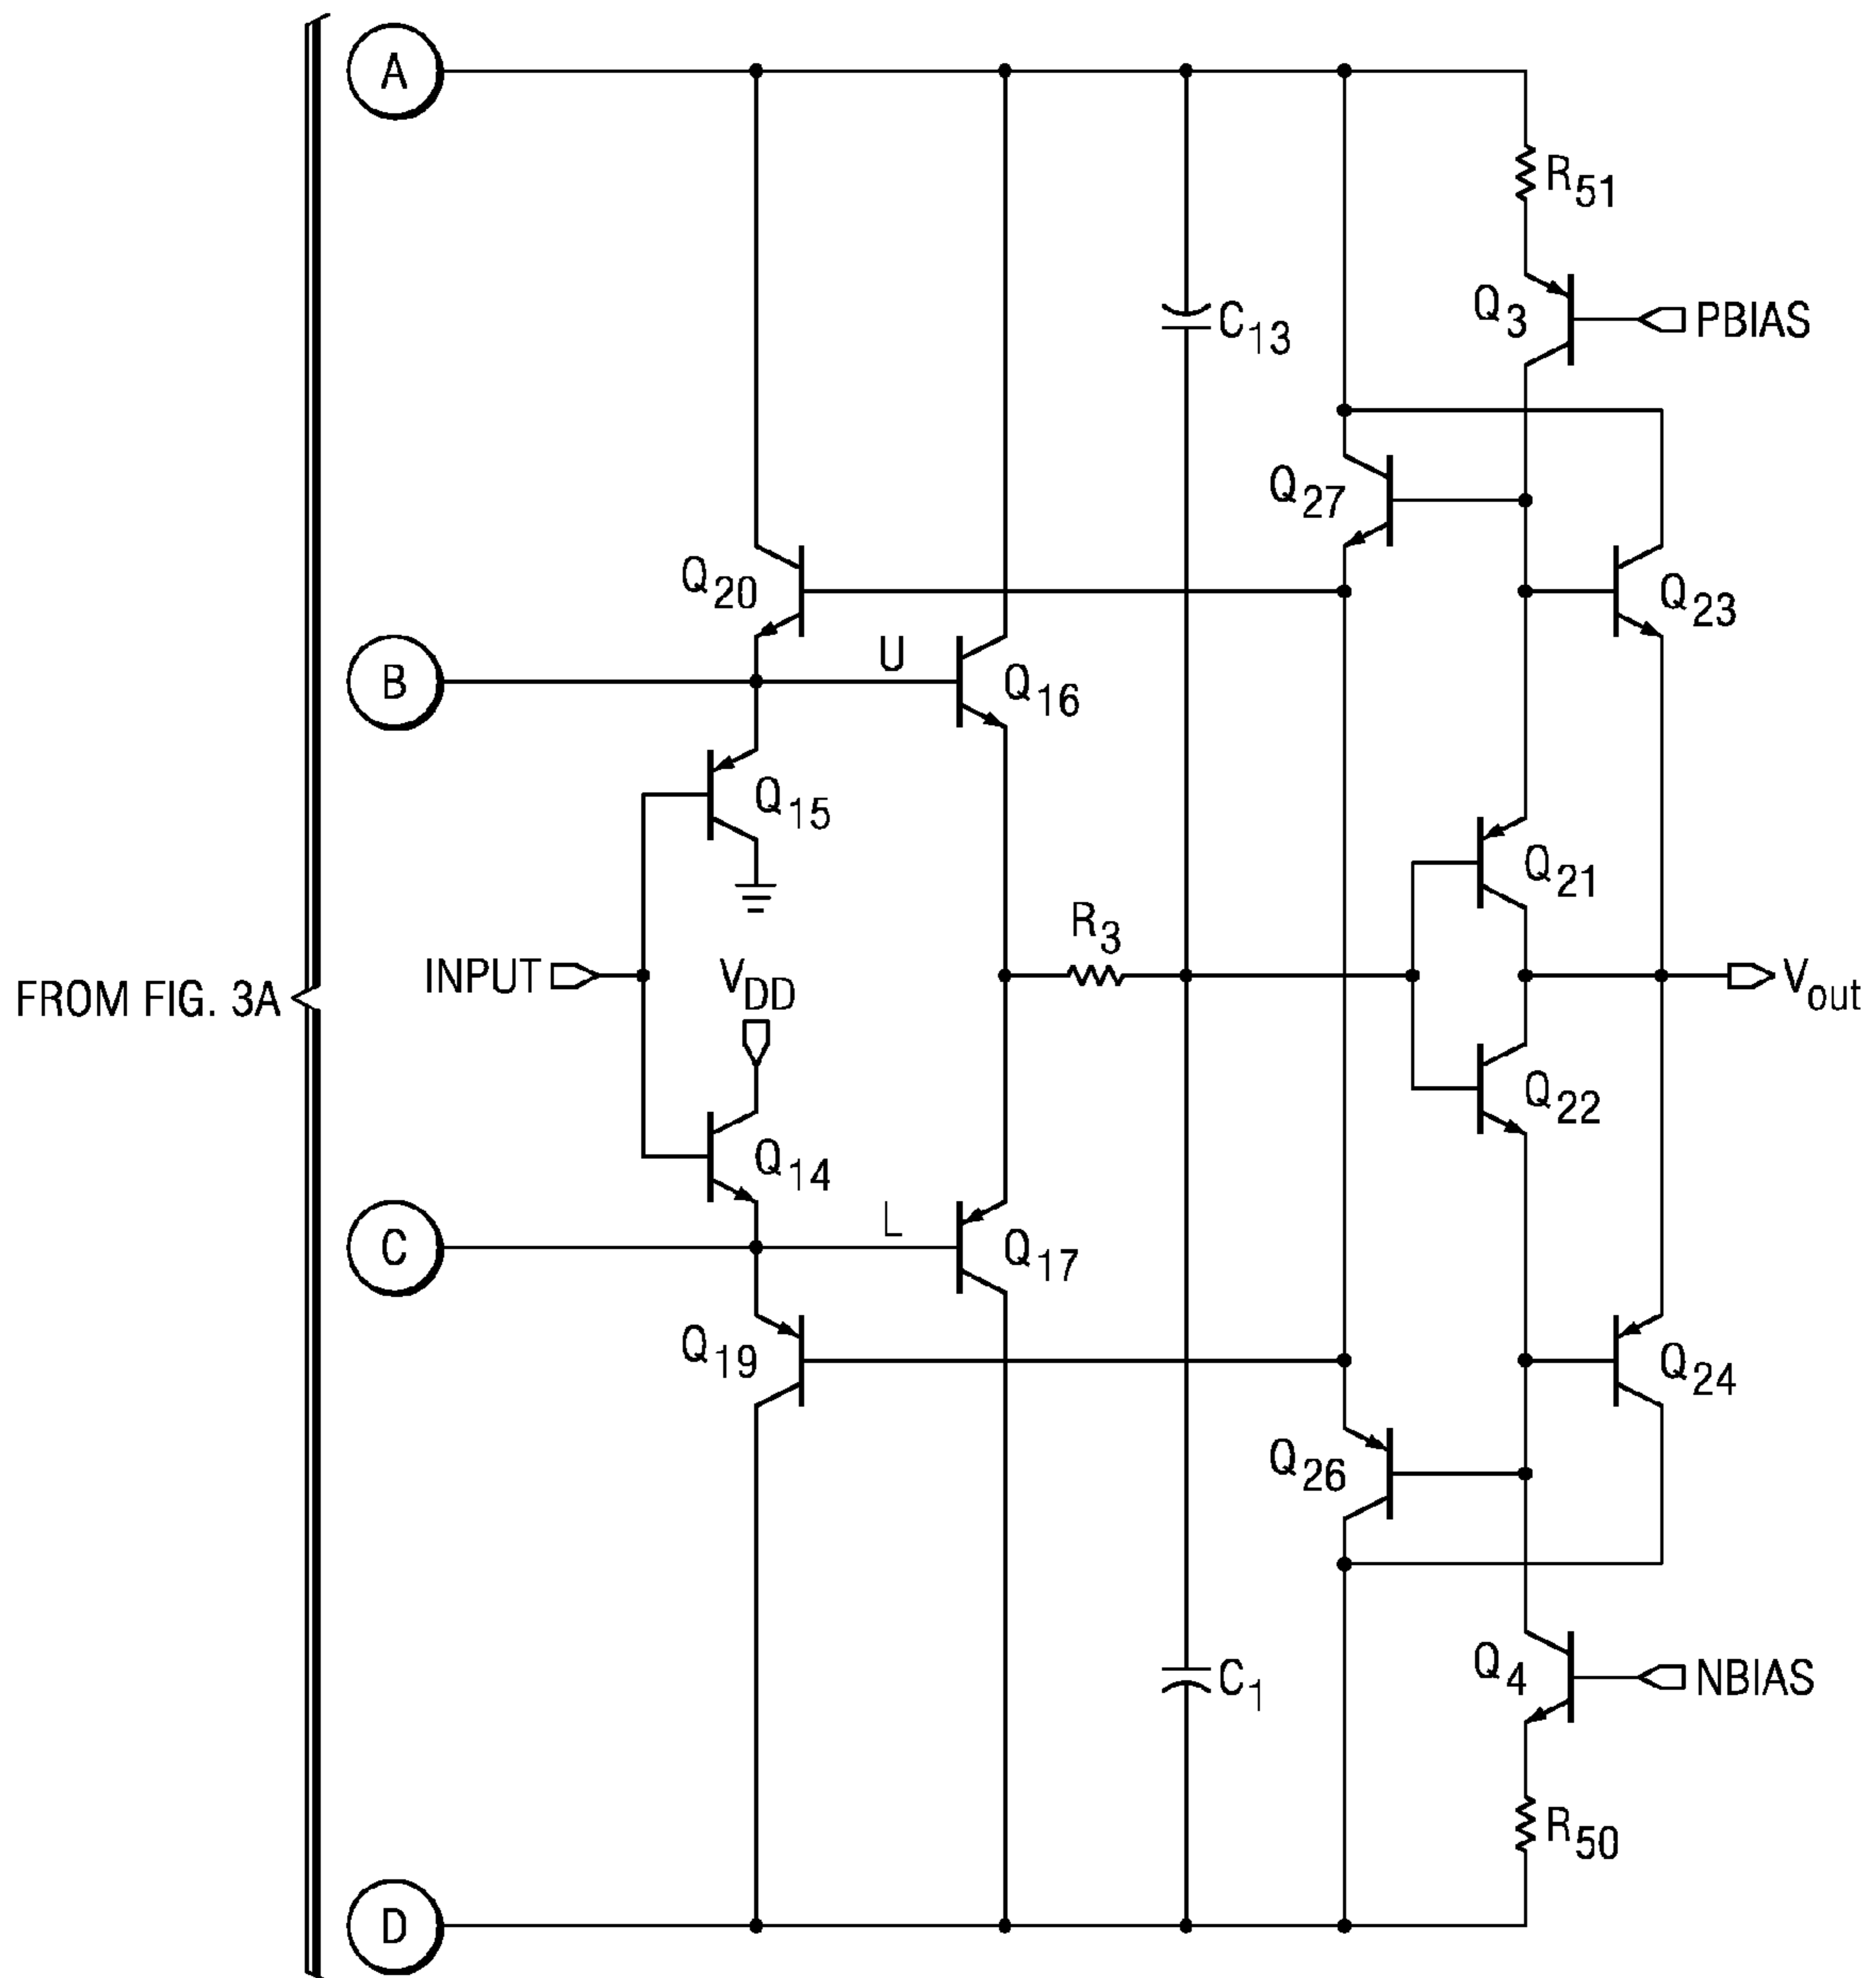 A
R51
Q3
PBIAS
C13
Q27
Q20
Q23
U
B
Q16
Q15
Q21
R3
INPUT
VDD
FROM FIG. 3A
Vout
Q22
Q14
L
C
Q17
Q19
Q24
Q26
Q4
C1
NBIAS
R50
D